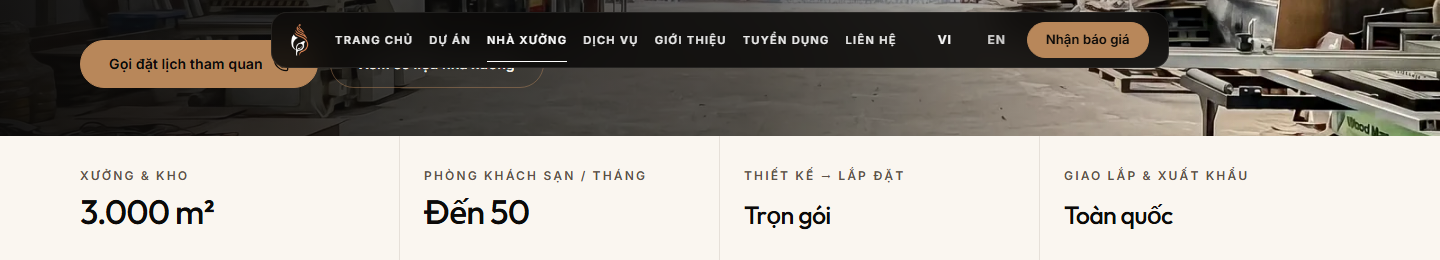 TRANG CHỦ DỰ ÁN NHÀ XƯỞNG DỊCH VỤ GIỚI THIỆU TUYỂN DỤNG LIÊN HỆ VI EN Nhận báo giá
Gọi đặt lịch tham quan
XƯỞNG & KHO
3.000 m²
PHÒNG KHÁCH SẠN / THÁNG
Đến 50
THIẾT KẾ → LẮP ĐẶT
Trọn gói
GIAO LẮP & XUẤT KHẨU
Toàn quốc